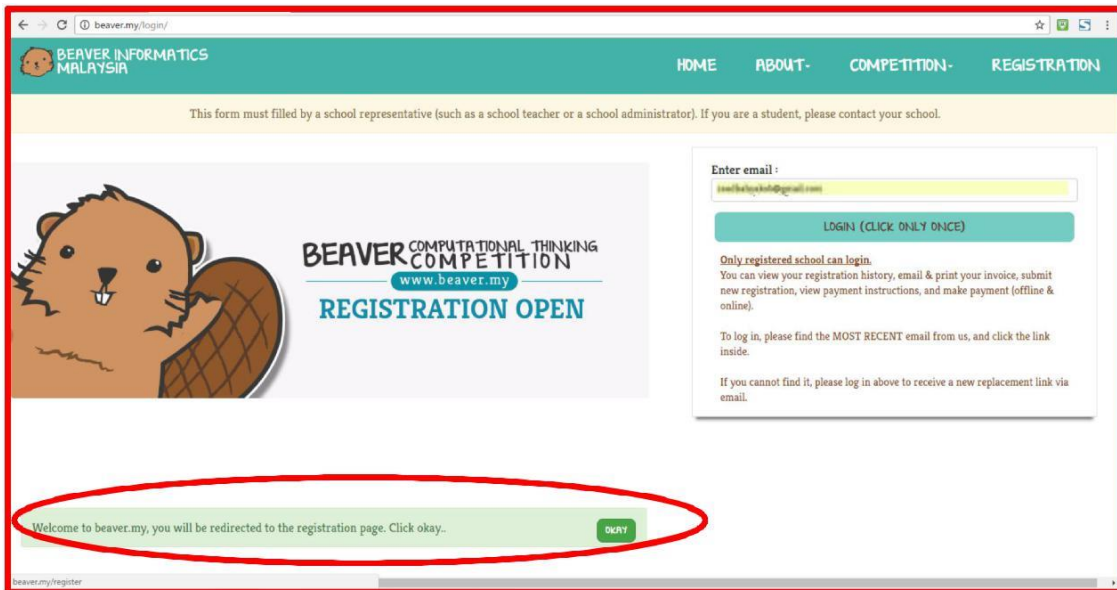 beaver.my/login/
BEAVER INFORMATICS
MALAYSIA
HOME ABOUT- COMPETITION- REGISTRATION
This form must filled by a school representative (such as a school teacher or a school administrator). If you are a student, please contact your school.
BEAVER COMPUTATIONAL THINKING
COMPETITION
www.beaver.my
REGISTRATION OPEN
Enter email :
LOGIN (CLICK ONLY ONCE)
Only registered school can login.
You can view your registration history, email & print your invoice, submit
new registration, view payment instructions, and make payment (offline &
online).
To log in, please find the MOST RECENT email from us, and click the link
inside.
If you cannot find it, please log in above to receive a new replacement link via
email.
Welcome to beaver.my, you will be redirected to the registration page. Click okay..
OKAY
beaver.my/register